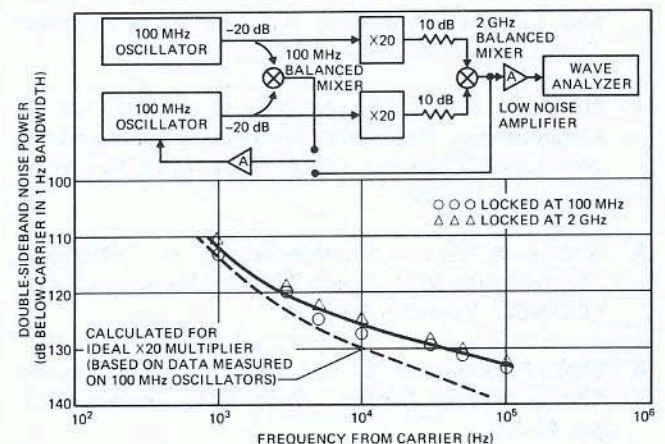 100 MHz
OSCILLATOR
-20 dB
X20
10 dB
2 GHz
BALANCED
MIXER
100 MHz
BALANCED
MIXER
A
WAVE
ANALYZER
LOW NOISE
AMPLIFIER
100 MHz
OSCILLATOR
-20 dB
X20
10 dB
A
DOUBLE-SIDEBAND NOISE POWER
(dB BELOW CARRIER IN 1 Hz BANDWIDTH)
100
110
120
130
140
○ ○ ○ LOCKED AT 100 MHz
△ △ △ LOCKED AT 2 GHz
CALCULATED FOR
IDEAL X20 MULTIPLIER
(BASED ON DATA MEASURED
ON 100 MHz OSCILLATORS)
10² 10³ 10⁴ 10⁵ 10⁶
FREQUENCY FROM CARRIER (Hz)